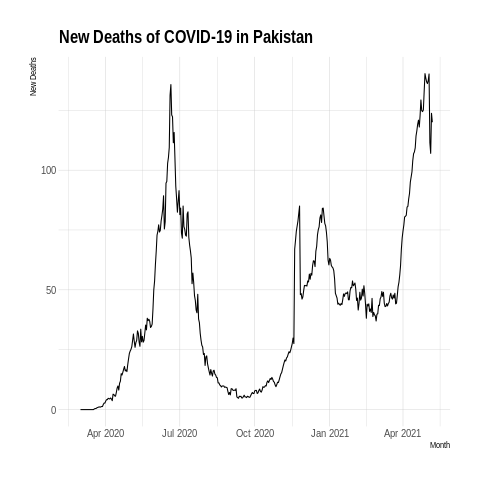 New Deaths of COVID-19 in Pakistan
New Deaths
100
50
0
Apr 2020 Jul 2020 Oct 2020 Jan 2021 Apr 2021
Month